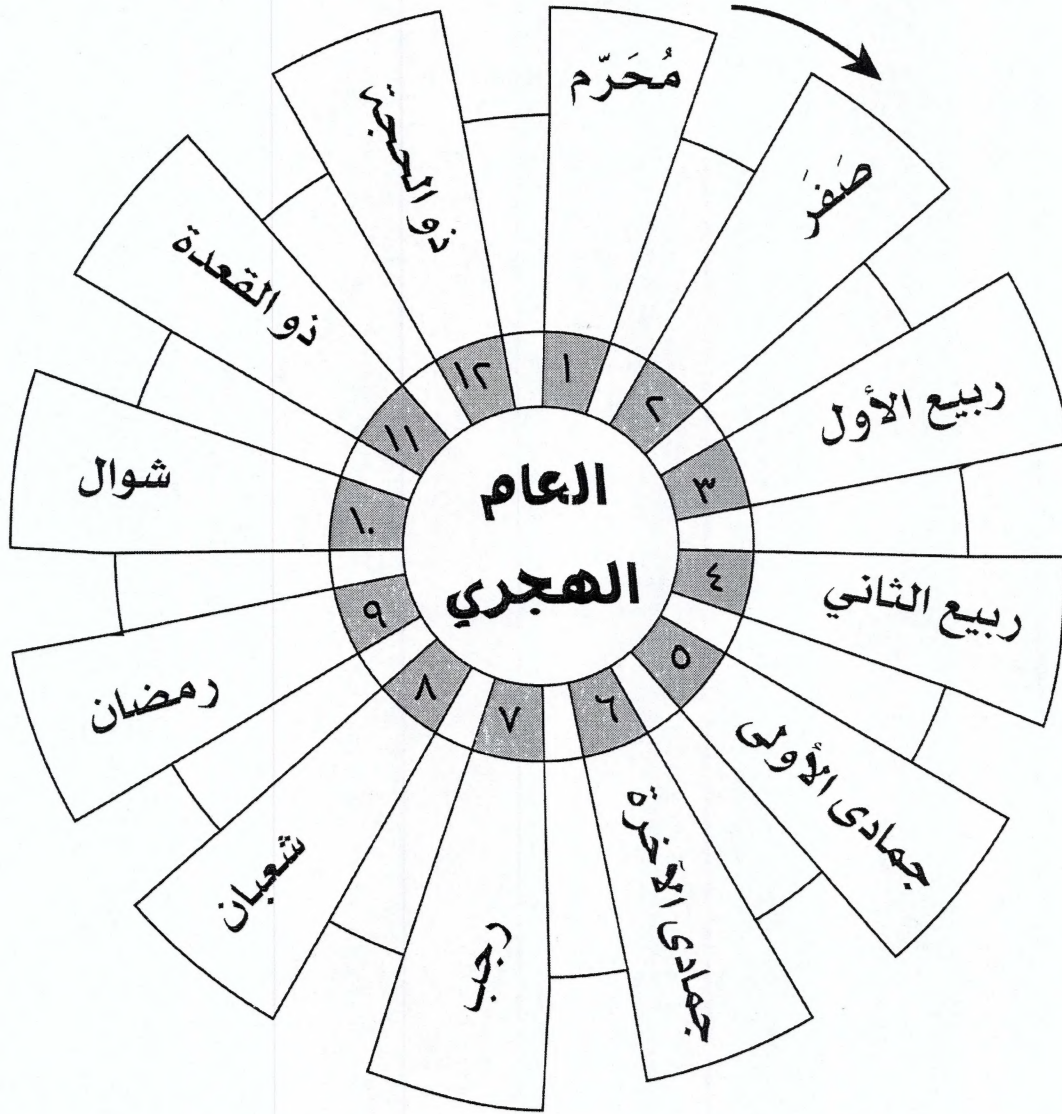 العام
الهجري
١
مُحَرّم
٢
صَفَرَ
٣
ربيع الأول
٤
ربيع الثاني
٥
جمادى الأولى
٦
جمادى الآخرة
٧
رجب
٨
شعبان
٩
رمضان
١٠
شوال
١١
ذو القعدة
١٢
ذو الحجة